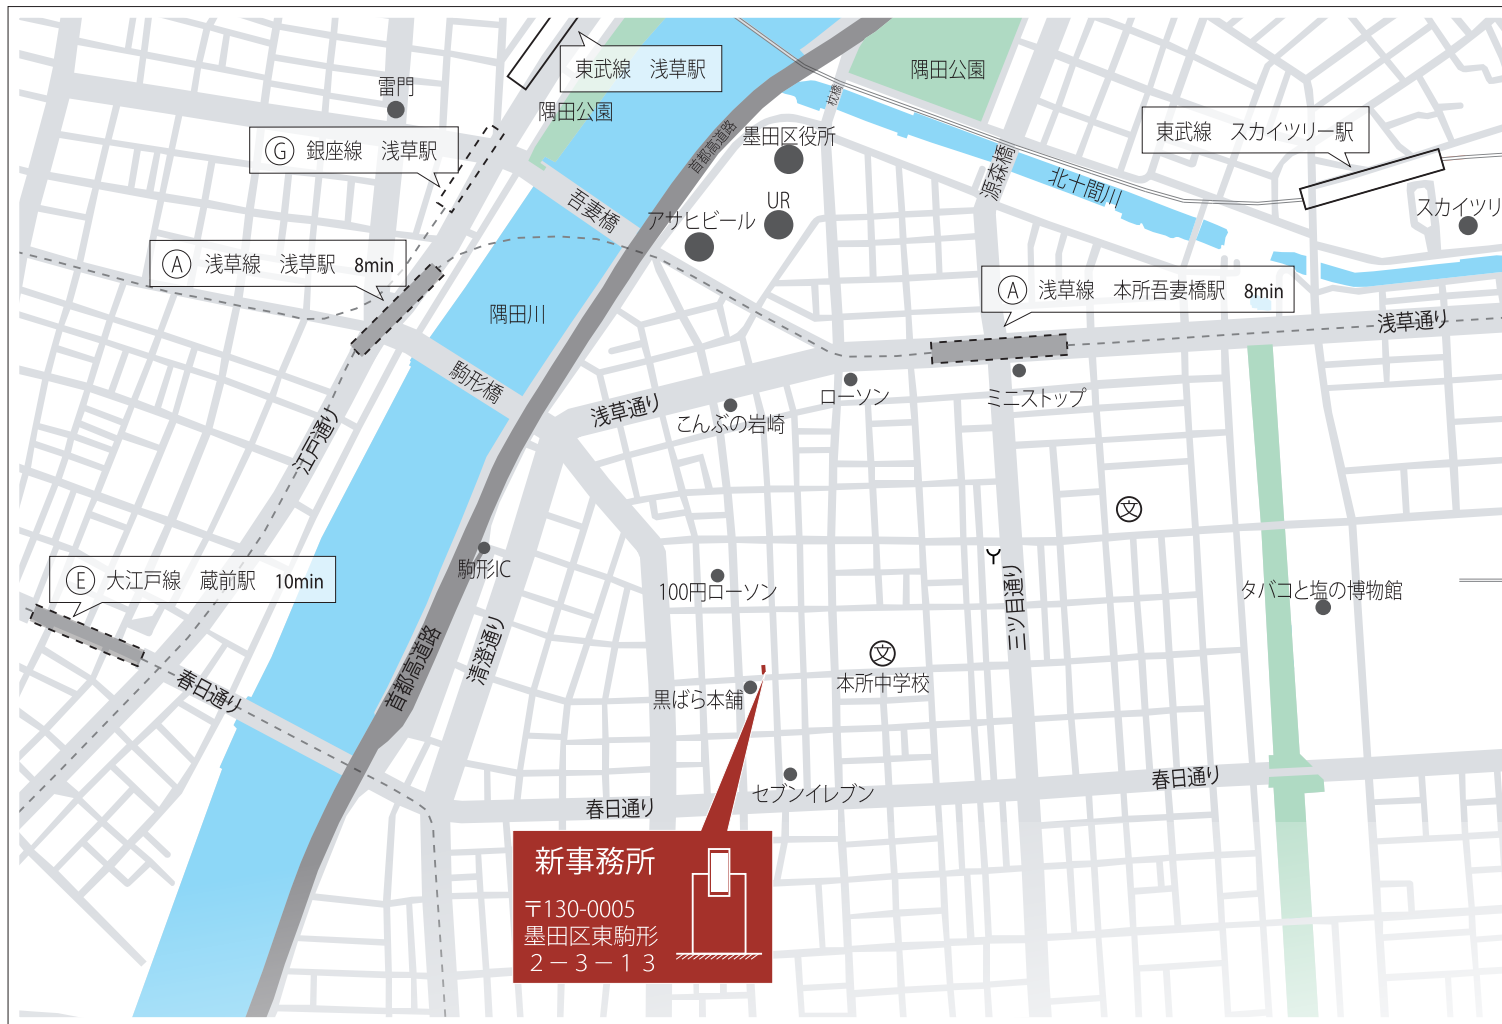 東武線　浅草駅
隅田公園
雷門
隅田公園
枕橋
東武線　スカイツリー駅
首都高道路
墨田区役所
G 銀座線　浅草駅
源森橋
北十間川
UR
吾妻橋
アサヒビール
スカイツリ
A 浅草線　浅草駅　8min
A 浅草線　本所吾妻橋駅　8min
隅田川
浅草通り
駒形橋
ローソン
ミニストップ
浅草通り
こんぶの岩崎
江戸通り
文
駒形IC
E 大江戸線　蔵前駅　10min
100円ローソン
三ツ目通り
タバコと塩の博物館
清澄通り
首都高道路
文
本所中学校
春日通り
黒ばら本舗
春日通り
セブンイレブン
春日通り
新事務所
〒130-0005
墨田区東駒形
２－３－１３